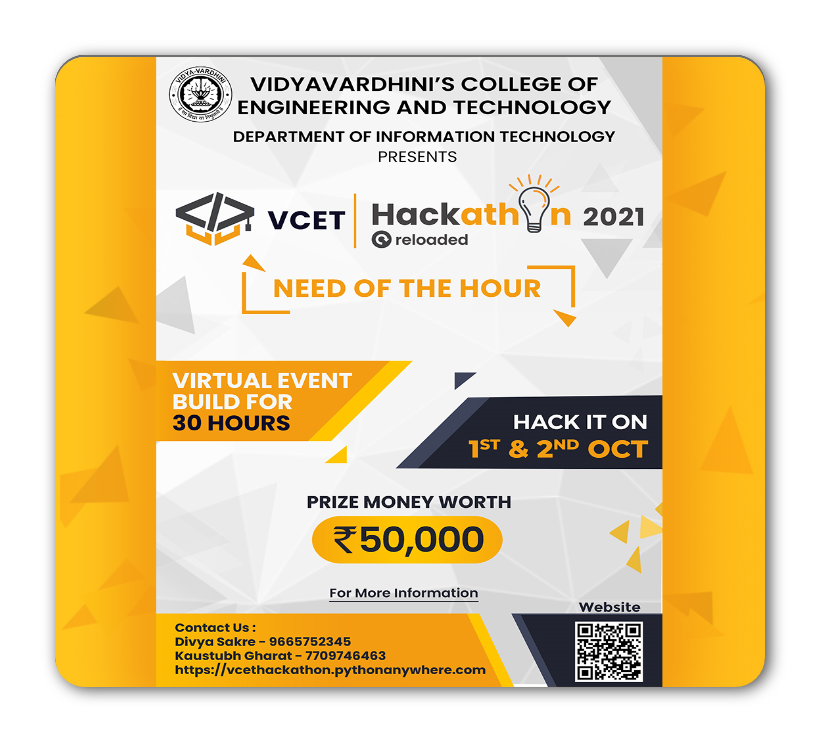 VIDYAVARDHINI'S COLLEGE OF
ENGINEERING AND TECHNOLOGY
DEPARTMENT OF INFORMATION TECHNOLOGY
PRESENTS
VCET
Hackathon 2021
reloaded
NEED OF THE HOUR
VIRTUAL EVENT
BUILD FOR
30 HOURS
HACK IT ON
1ST & 2ND OCT
PRIZE MONEY WORTH
₹50,000
For More Information
Website
Contact Us :
Divya Sakre - 9665752345
Kaustubh Gharat - 7709746463
https://vcethackathon.pythonanywhere.com